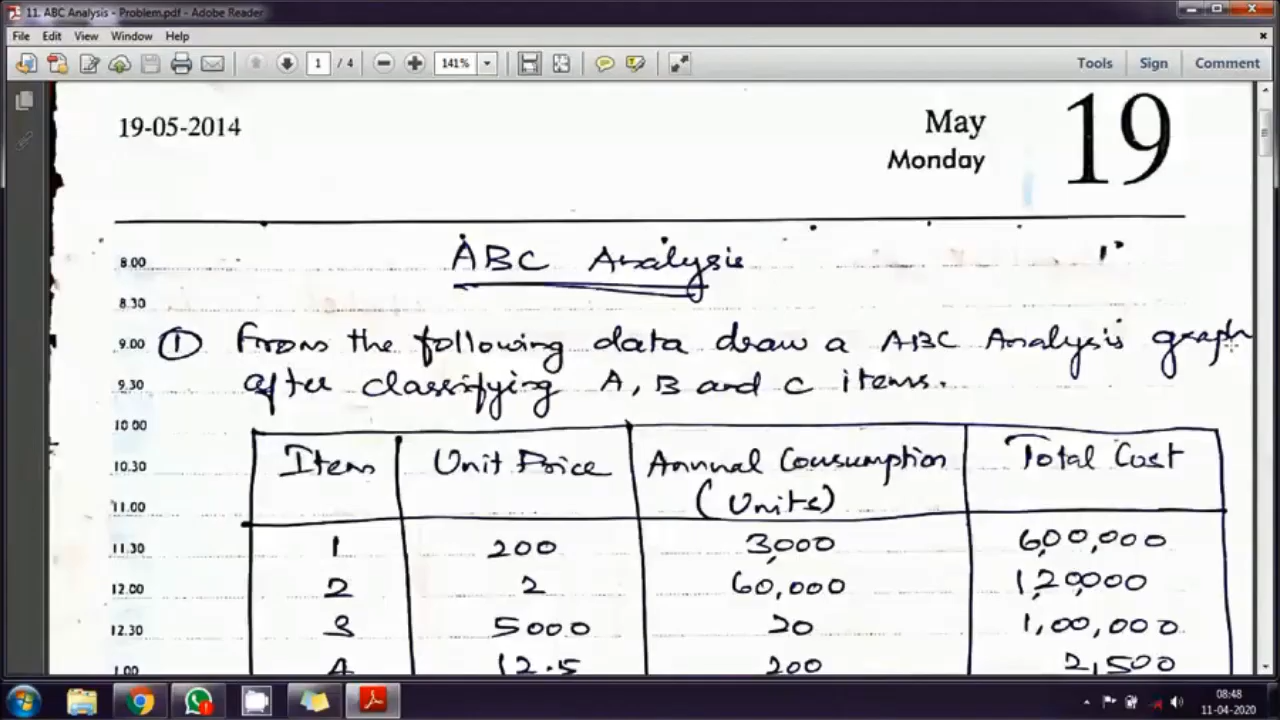 11. ABC Analysis - Problem.pdf - Adobe Reader
File Edit View Window Help
1 / 4 141% Tools Sign Comment
19-05-2014 May 19
Monday
8.00 ABC Analysis
8.30
9.00 1 From the following data draw a ABC Analysis graph
9.30 after classifying A, B and C items.
10.00
10.30 Item Unit Price Annual Consumption Total Cost
11.00 (Units)
11.30 1 200 3,000 6,00,000
12.00 2 2 60,000 1,20,000
12.30 3 5000 20 1,00,000
1.00 4 12.5 200 2,500
08:48
11-04-2020